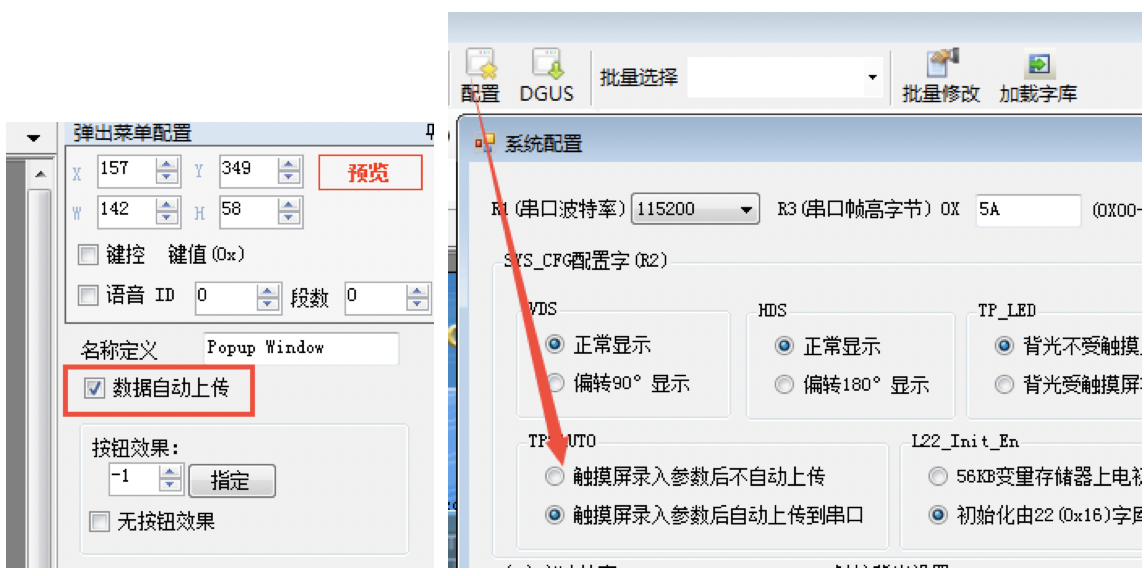 弹出菜单配置
X 157 Y 349 预览
W 142 H 58
键控 键值(0x)
语音 ID 0 段数 0
名称定义 Popup Window
数据自动上传
按钮效果:
-1 指定
无按钮效果
配置 DGUS 批量选择 批量修改 加载字库
系统配置
R1(串口波特率) 115200 R3(串口帧高字节) 0X 5A (0X00-
SYS_CFG配置字(R2)
VDS HDS TP_LED
正常显示 正常显示 背光不受触摸
偏转90° 显示 偏转180° 显示 背光受触摸屏
L22_Init_En
触摸屏录入参数后不自动上传 56KB变量存储器上电初
触摸屏录入参数后自动上传到串口 初始化由22(0x16)字库